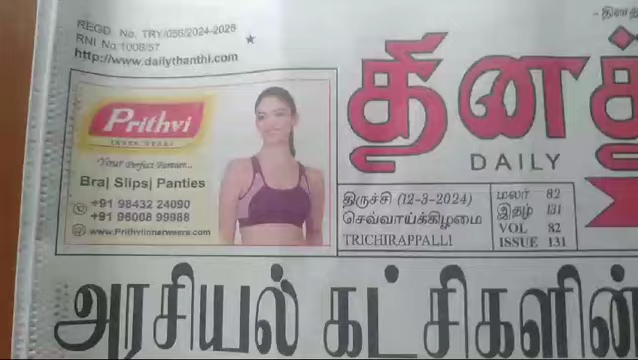 REGD. No. TRY/056/2024-2026
RNI No.1008/57
http://www.dailythanthi.com
Prithvi
INNER WEARS
Your Perfect Partner...
Bra| Slips| Panties
+91 98432 24090
+91 96008 99988
www.Prithviinnerwears.com
- தின
தினத்
DAILY
திருச்சி (12-3-2024)
செவ்வாய்க்கிழமை
TRICHIRAPPALLI
மலர் 82
இதழ் 131
VOL 82
ISSUE 131
அரசியல் கட்சிகளின்